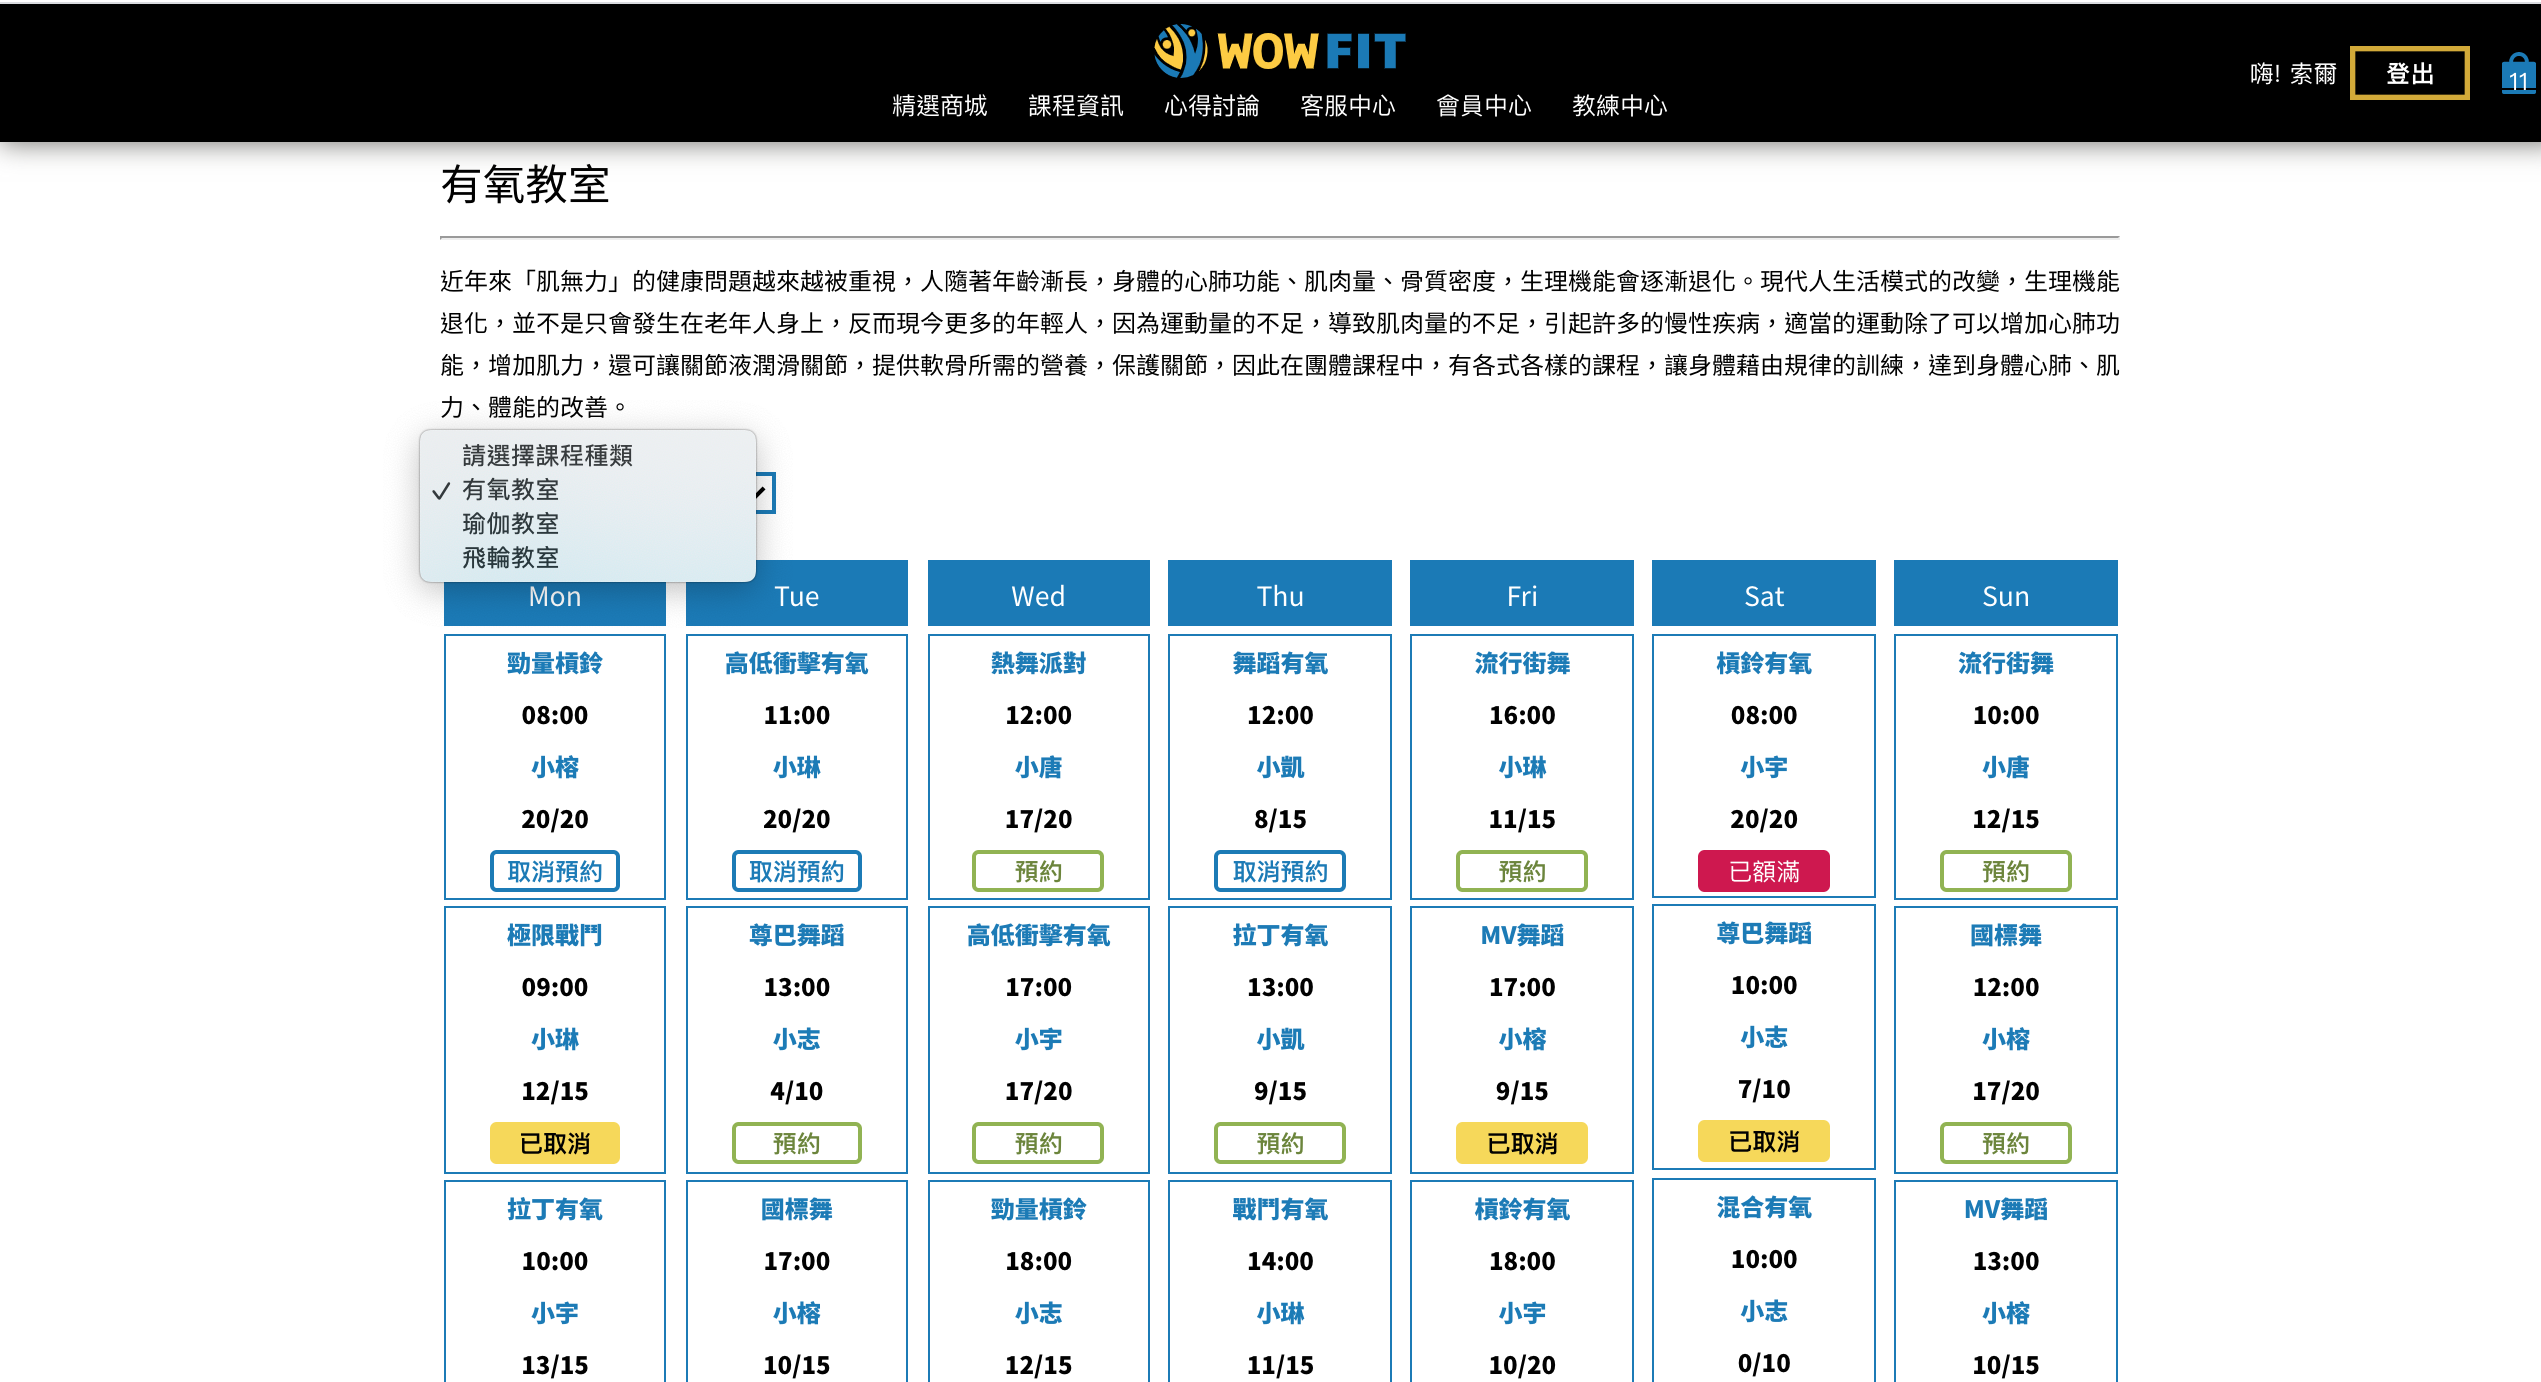 WOWFIT
精選商城 課程資訊 心得討論 客服中心 會員中心 教練中心
嗨! 索爾 登出 11
有氧教室
近年來「肌無力」的健康問題越來越被重視，人隨著年齡漸長，身體的心肺功能、肌肉量、骨質密度，生理機能會逐漸退化。現代人生活模式的改變，生理機能
退化，並不是只會發生在老年人身上，反而現今更多的年輕人，因為運動量的不足，導致肌肉量的不足，引起許多的慢性疾病，適當的運動除了可以增加心肺功
能，增加肌力，還可讓關節液潤滑關節，提供軟骨所需的營養，保護關節，因此在團體課程中，有各式各樣的課程，讓身體藉由規律的訓練，達到身體心肺、肌
力、體能的改善。
請選擇課程種類
✓ 有氧教室
瑜伽教室
飛輪教室
Mon Tue Wed Thu Fri Sat Sun
勁量槓鈴 高低衝擊有氧 熱舞派對 舞蹈有氧 流行街舞 槓鈴有氧 流行街舞
08:00 11:00 12:00 12:00 16:00 08:00 10:00
小榕 小琳 小唐 小凱 小琳 小宇 小唐
20/20 20/20 17/20 8/15 11/15 20/20 12/15
取消預約 取消預約 預約 取消預約 預約 已額滿 預約
極限戰鬥 尊巴舞蹈 高低衝擊有氧 拉丁有氧 MV舞蹈 尊巴舞蹈 國標舞
09:00 13:00 17:00 13:00 17:00 10:00 12:00
小琳 小志 小宇 小凱 小榕 小志 小榕
12/15 4/10 17/20 9/15 9/15 7/10 17/20
已取消 預約 預約 預約 已取消 已取消 預約
拉丁有氧 國標舞 勁量槓鈴 戰鬥有氧 槓鈴有氧 混合有氧 MV舞蹈
10:00 17:00 18:00 14:00 18:00 10:00 13:00
小宇 小榕 小志 小琳 小宇 小志 小榕
13/15 10/15 12/15 11/15 10/20 0/10 10/15